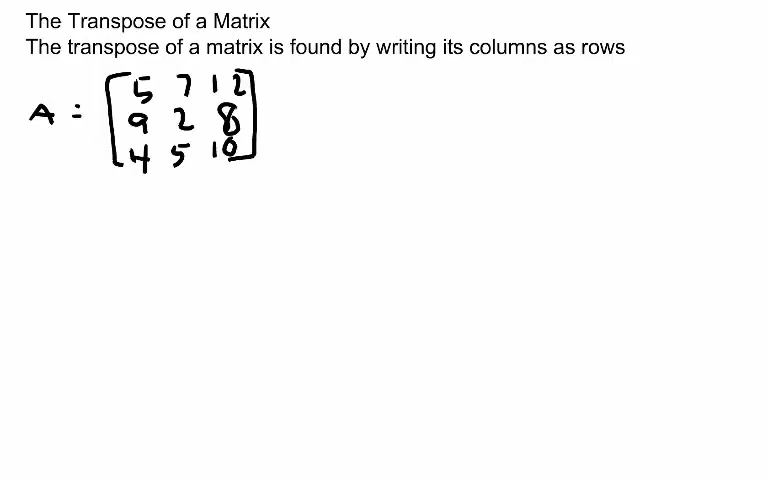 The Transpose of a Matrix
The transpose of a matrix is found by writing its columns as rows
5 7 12
A = 9 2 8
4 5 10